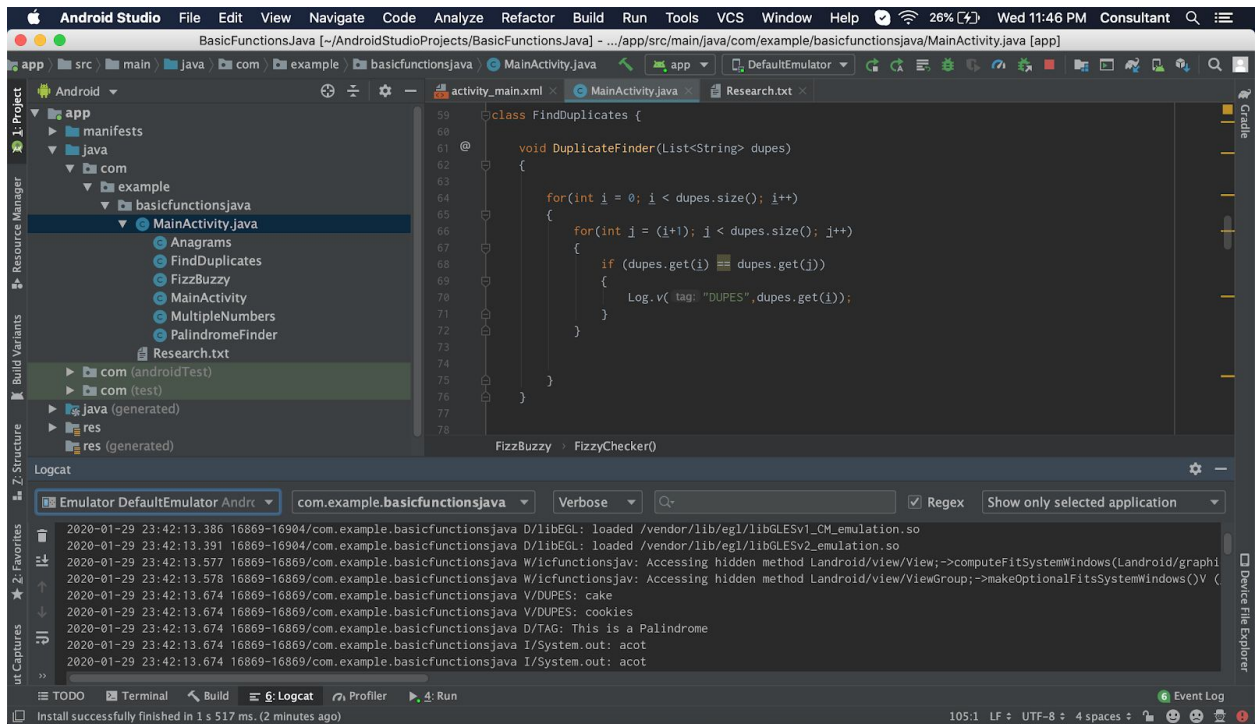 Android Studio File Edit View Navigate Code Analyze Refactor Build Run Tools VCS Window Help 26% Wed 11:46 PM Consultant
BasicFunctionsJava [~/AndroidStudioProjects/BasicFunctionsJava] - .../app/src/main/java/com/example/basicfunctionsjava/MainActivity.java [app]
app src main java com example basicfunctionsjava MainActivity.java app DefaultEmulator
Android activity_main.xml MainActivity.java Research.txt
1: Project
Resource Manager
Build Variants
Z: Structure
2: Favorites
ut Captures
app
manifests
java
com
example
basicfunctionsjava
MainActivity.java
Anagrams
FindDuplicates
FizzBuzzy
MainActivity
MultipleNumbers
PalindromeFinder
Research.txt
com (androidTest)
com (test)
java (generated)
res
res (generated)
59 class FindDuplicates {
60
61 @ void DuplicateFinder(List<String> dupes)
62 {
63
64 for(int i = 0; i < dupes.size(); i++)
65 {
66 for(int j = (i+1); j < dupes.size(); j++)
67 {
68 if (dupes.get(i) == dupes.get(j))
69 {
70 Log.v( tag: "DUPES",dupes.get(i));
71 }
72 }
73
74
75 }
76 }
77
78
FizzBuzzy FizzyChecker()
Gradle
Device File Explorer
Logcat
Emulator DefaultEmulator Andrc com.example.basicfunctionsjava Verbose Regex Show only selected application
2020-01-29 23:42:13.386 16869-16904/com.example.basicfunctionsjava D/libEGL: loaded /vendor/lib/egl/libGLESv1_CM_emulation.so
2020-01-29 23:42:13.391 16869-16904/com.example.basicfunctionsjava D/libEGL: loaded /vendor/lib/egl/libGLESv2_emulation.so
2020-01-29 23:42:13.577 16869-16869/com.example.basicfunctionsjava W/icfunctionsjav: Accessing hidden method Landroid/view/View;->computeFitSystemWindows(Landroid/graphi
2020-01-29 23:42:13.578 16869-16869/com.example.basicfunctionsjava W/icfunctionsjav: Accessing hidden method Landroid/view/ViewGroup;->makeOptionalFitsSystemWindows()V (
2020-01-29 23:42:13.674 16869-16869/com.example.basicfunctionsjava V/DUPES: cake
2020-01-29 23:42:13.674 16869-16869/com.example.basicfunctionsjava V/DUPES: cookies
2020-01-29 23:42:13.674 16869-16869/com.example.basicfunctionsjava D/TAG: This is a Palindrome
2020-01-29 23:42:13.674 16869-16869/com.example.basicfunctionsjava I/System.out: acot
2020-01-29 23:42:13.674 16869-16869/com.example.basicfunctionsjava I/System.out: acot
TODO Terminal Build 6: Logcat Profiler 4: Run 6 Event Log
Install successfully finished in 1 s 517 ms. (2 minutes ago) 105:1 LF UTF-8 4 spaces